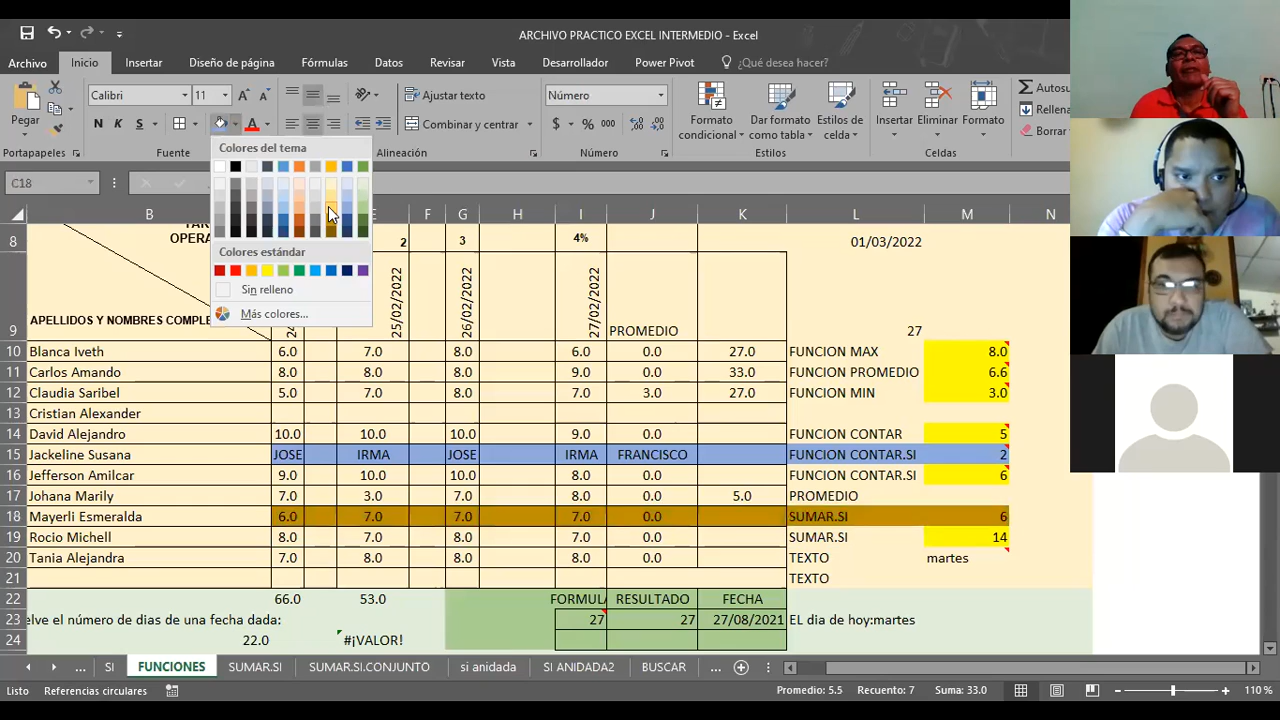 ARCHIVO PRACTICO EXCEL INTERMEDIO - Excel
Archivo Inicio Insertar Diseño de página Fórmulas Datos Revisar Vista Desarrollador Power Pivot ¿Qué desea hacer?
Calibri 11 Ajustar texto Número Autosu
Pegar N K S Combinar y centrar $ % Formato condicional Dar formato como tabla Estilos de celda Insertar Eliminar Formato Rellena Borrar
Portapapeles Fuente Alineación Número Estilos Celdas
Colores del tema
Colores estándar
Sin relleno
Más colores...
C18
B E F G H I J K L M N
8 OPERA 2 3 4% 01/03/2022
9 APELLIDOS Y NOMBRES COMPLE 24 25/02/2022 26/02/2022 27/02/2022 PROMEDIO 27
10 Blanca Iveth 6.0 7.0 8.0 6.0 0.0 27.0 FUNCION MAX 8.0
11 Carlos Amando 8.0 8.0 8.0 9.0 0.0 33.0 FUNCION PROMEDIO 6.6
12 Claudia Saribel 5.0 7.0 8.0 7.0 3.0 27.0 FUNCION MIN 3.0
13 Cristian Alexander
14 David Alejandro 10.0 10.0 10.0 9.0 0.0 FUNCION CONTAR 5
15 Jackeline Susana JOSE IRMA JOSE IRMA FRANCISCO FUNCION CONTAR.SI 2
16 Jefferson Amilcar 9.0 10.0 10.0 8.0 0.0 FUNCION CONTAR.SI 6
17 Johana Marily 7.0 3.0 7.0 8.0 0.0 5.0 PROMEDIO
18 Mayerli Esmeralda 6.0 7.0 7.0 7.0 0.0 SUMAR.SI 6
19 Rocio Michell 8.0 7.0 8.0 7.0 0.0 SUMAR.SI 14
20 Tania Alejandra 7.0 8.0 8.0 8.0 0.0 TEXTO martes
21 TEXTO
22 66.0 53.0 FORMULA RESULTADO FECHA
23 elve el número de dias de una fecha dada: 27 27 27/08/2021 EL dia de hoy:martes
24 22.0 #¡VALOR!
... SI FUNCIONES SUMAR.SI SUMAR.SI.CONJUNTO si anidada SI ANIDADA2 BUSCAR ...
Listo Referencias circulares Promedio: 5.5 Recuento: 7 Suma: 33.0 110 %